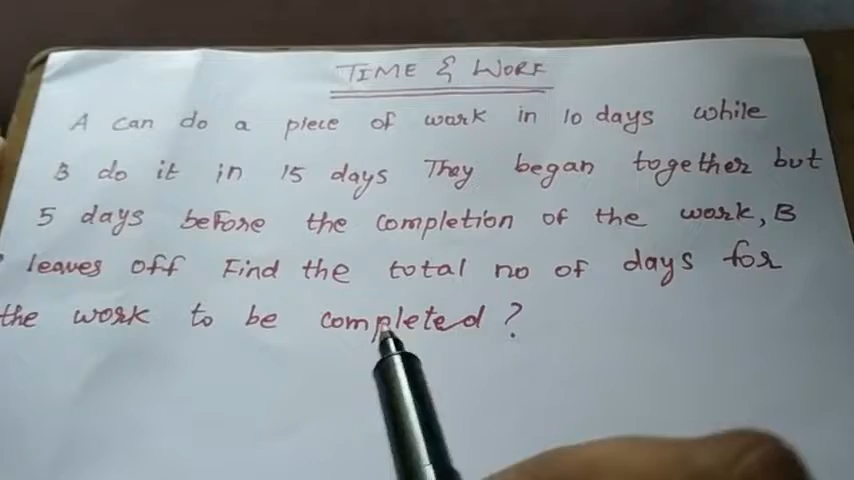 TIME & WORK
A can do a piece of work in 10 days while
B do it in 15 days They began together but
5 days before the completion of the work, B
leaves off Find the total no of days for
the work to be completed ?